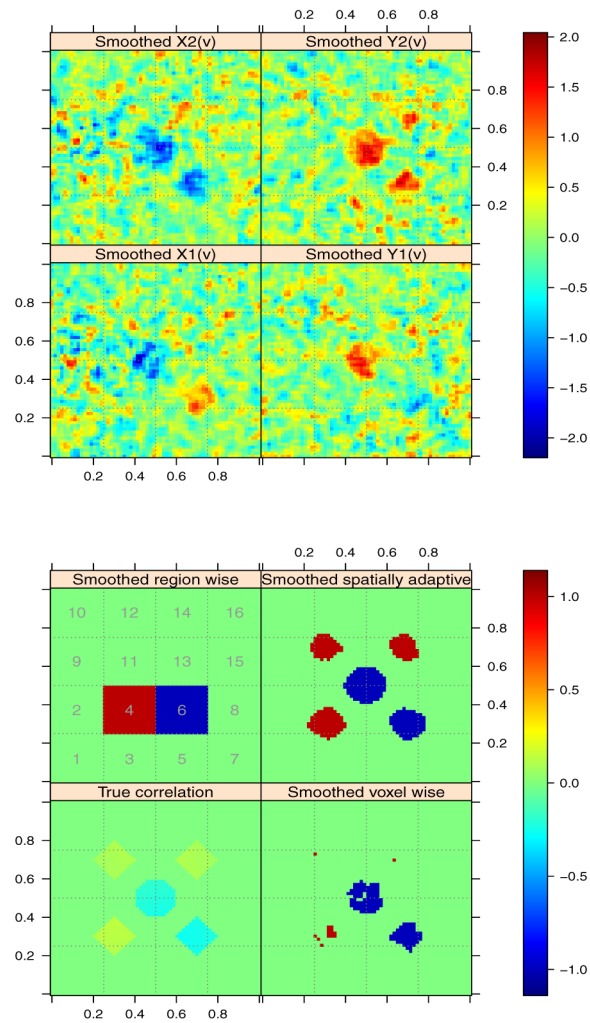 0.2 0.4 0.6 0.8
Smoothed X2(v) Smoothed Y2(v)
0.8
0.6
0.4
0.2
Smoothed X1(v) Smoothed Y1(v)
0.8
0.6
0.4
0.2
0.2 0.4 0.6 0.8
2.0
1.5
1.0
0.5
0.0
−0.5
−1.0
−1.5
−2.0
0.2 0.4 0.6 0.8
Smoothed region wise Smoothed spatially adaptive
10 12 14 16
9 11 13 15
2 4 6 8
1 3 5 7
0.8
0.6
0.4
0.2
True correlation Smoothed voxel wise
0.8
0.6
0.4
0.2
0.2 0.4 0.6 0.8
1.0
0.5
0.0
−0.5
−1.0